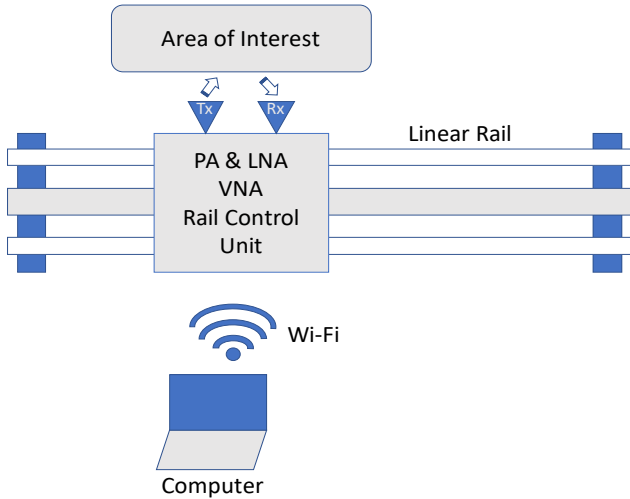 Area of Interest
Tx
Rx
Linear Rail
PA & LNA
VNA
Rail Control
Unit
Wi-Fi
Computer